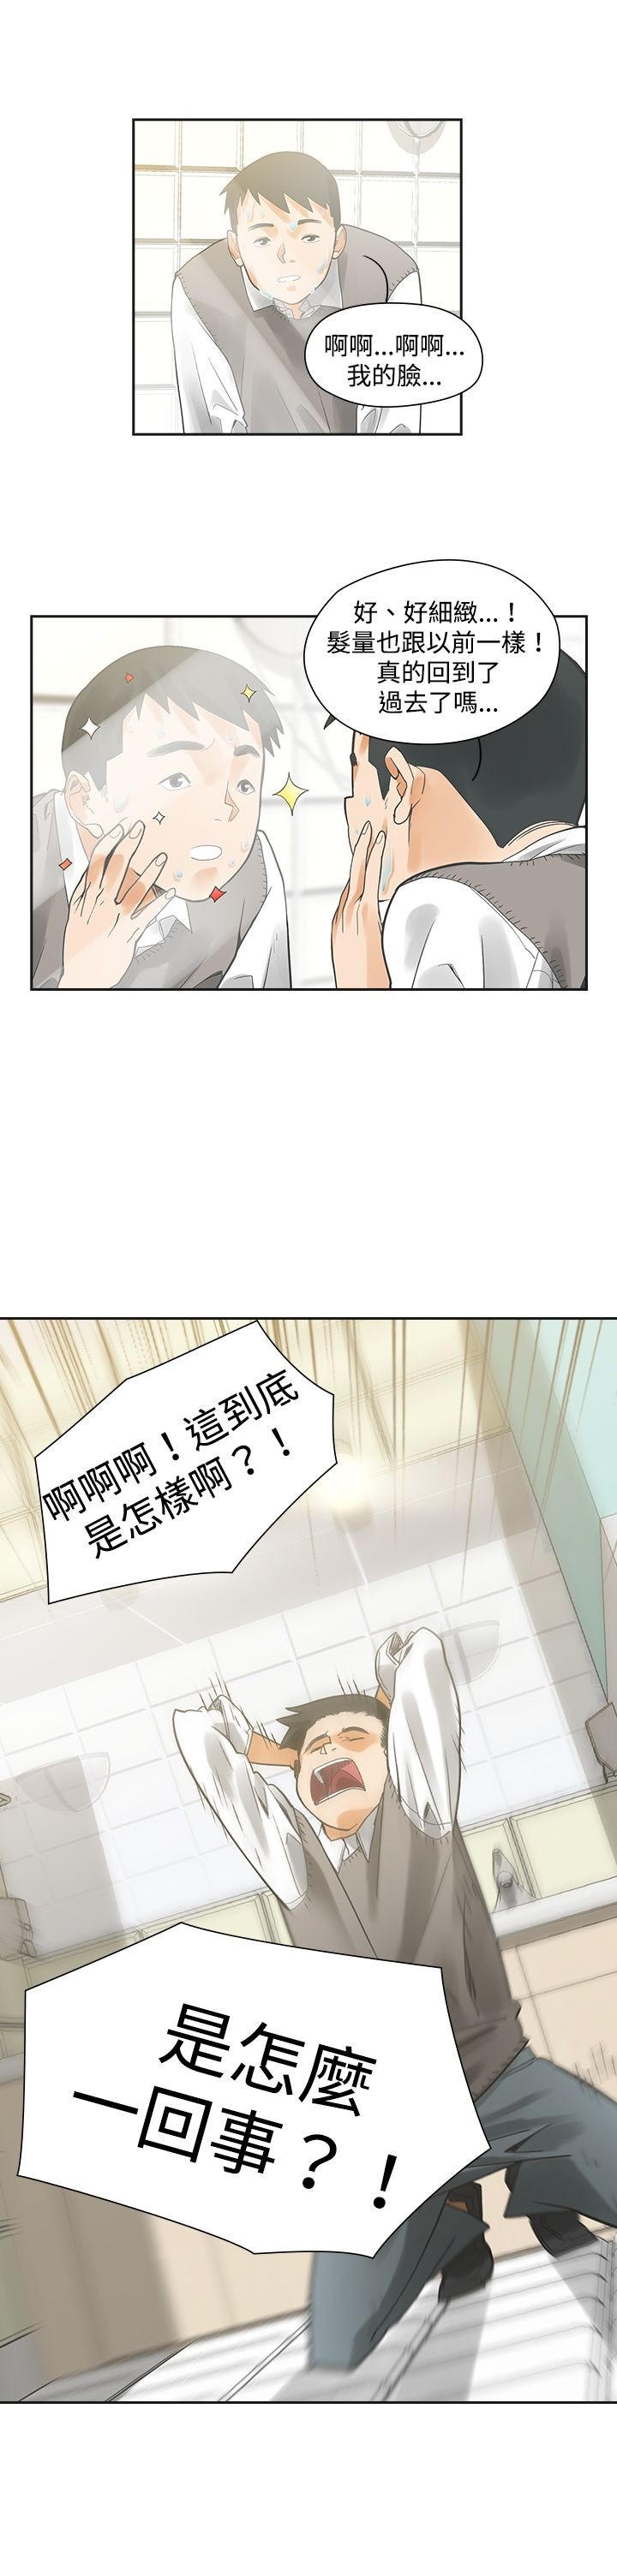 啊啊…啊啊…
我的臉…
好、好細緻…！
髮量也跟以前一樣！
真的回到了
過去了嗎…
啊啊啊！這到底
是怎樣啊？！
是怎麼
一回事？！